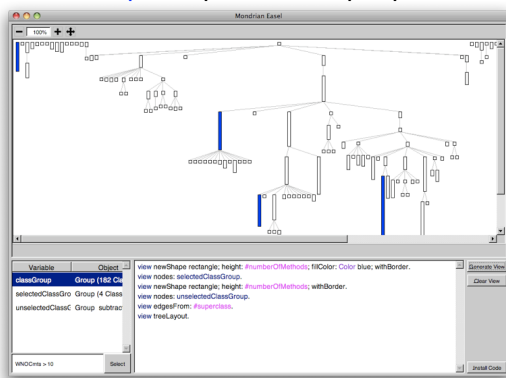 Mondrian Easel
100%
Variable Object
classGroup Group (182 Cla
selectedClassGro Group (4 Class
unselectedClassG Group subtrac
WNOCmts > 10
Select
view newShape rectangle; height: #numberOfMethods; fillColor: Color blue; withBorder.
view nodes: selectedClassGroup.
view newShape rectangle; height: #numberOfMethods; withBorder.
view nodes: unselectedClassGroup.
view edgesFrom: #superclass.
view treeLayout.
Generate View
Clear View
Install Code